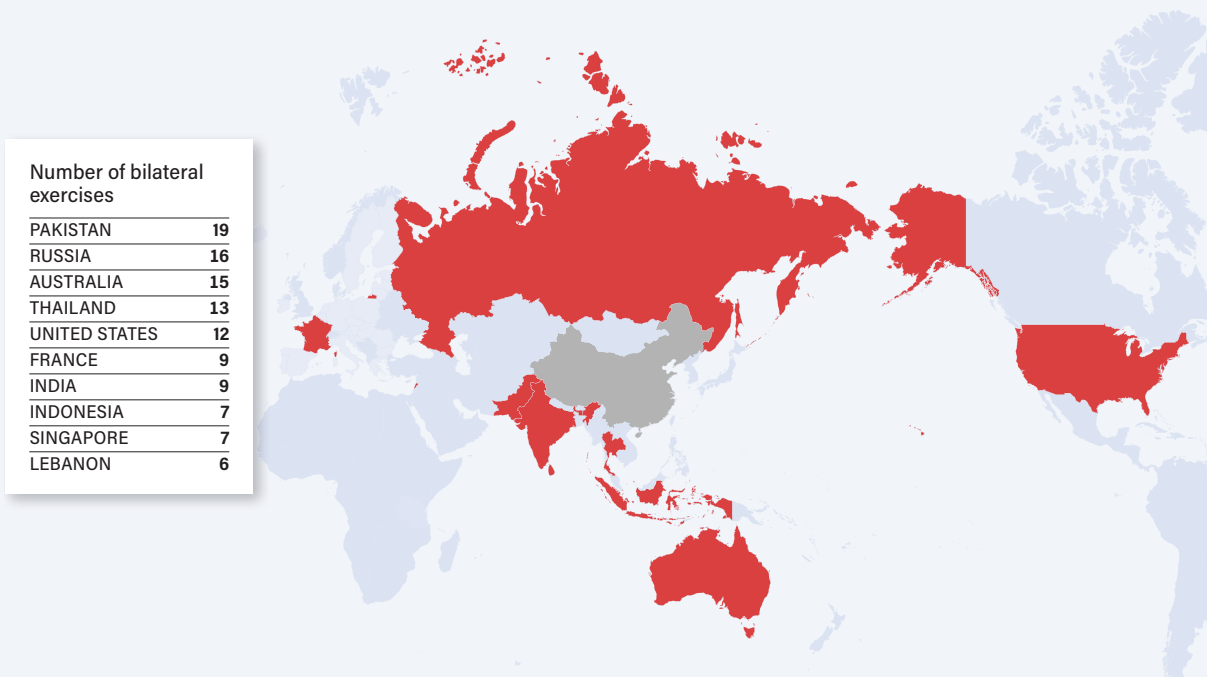 Number of bilateral
exercises
PAKISTAN 19
RUSSIA 16
AUSTRALIA 15
THAILAND 13
UNITED STATES 12
FRANCE 9
INDIA 9
INDONESIA 7
SINGAPORE 7
LEBANON 6